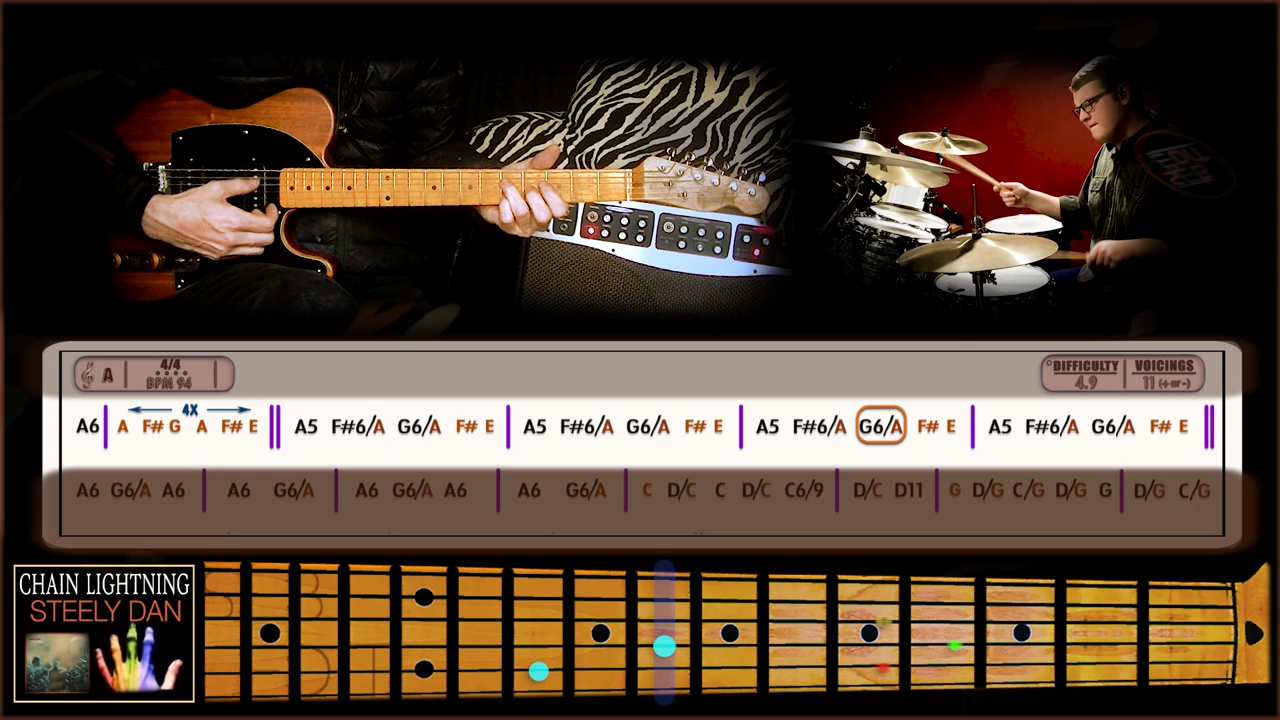 A 4/4 BPM 94 °DIFFICULTY 4.9 VOICINGS 11 (+or-)
4X
A6 A F# G A F# E A5 F#6/A G6/A F# E A5 F#6/A G6/A F# E A5 F#6/A G6/A F# E A5 F#6/A G6/A F# E
A6 G6/A A6 A6 G6/A A6 G6/A A6 A6 G6/A C D/C C D/C C6/9 D/C D11 G D/G C/G D/G G D/G C/G
CHAIN LIGHTNING
STEELY DAN